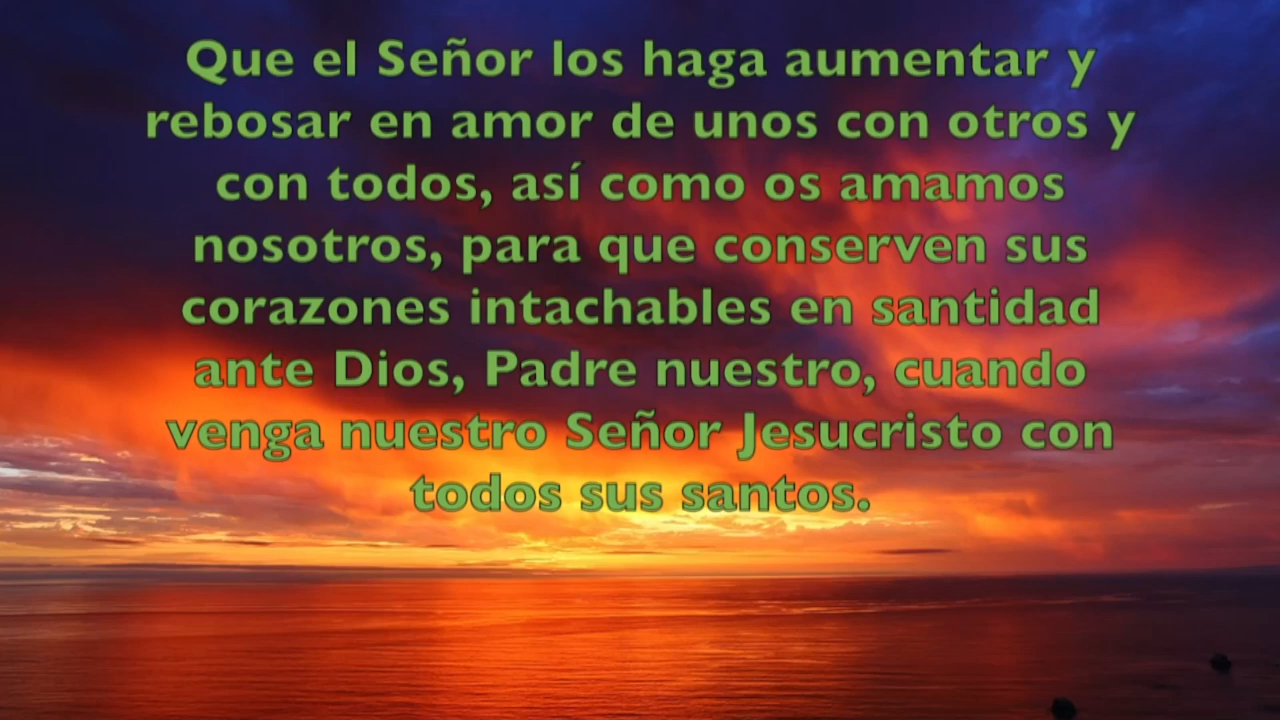 Que el Señor los haga aumentar y
rebosar en amor de unos con otros y
con todos, así como os amamos
nosotros, para que conserven sus
corazones intachables en santidad
ante Dios, Padre nuestro, cuando
venga nuestro Señor Jesucristo con
todos sus santos.